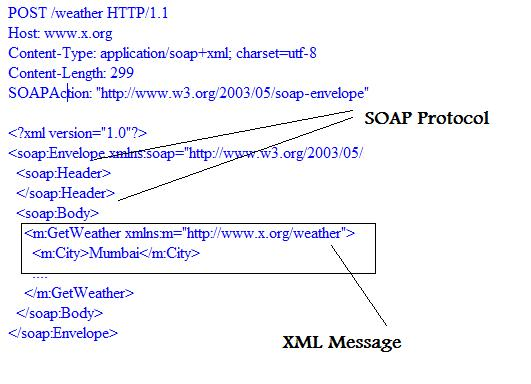 POST /weather HTTP/1.1
Host: www.x.org
Content-Type: application/soap+xml; charset=utf-8
Content-Length: 299
SOAPAction: "http://www.w3.org/2003/05/soap-envelope"
SOAP Protocol
<?xml version="1.0"?>
<soap:Envelope xmlns:soap="http://www.w3.org/2003/05/
<soap:Header>
</soap:Header>
<soap:Body>
<m:GetWeather xmlns:m="http://www.x.org/weather">
<m:City>Mumbai</m:City>
....
</m:GetWeather>
</soap:Body>
</soap:Envelope>
XML Message